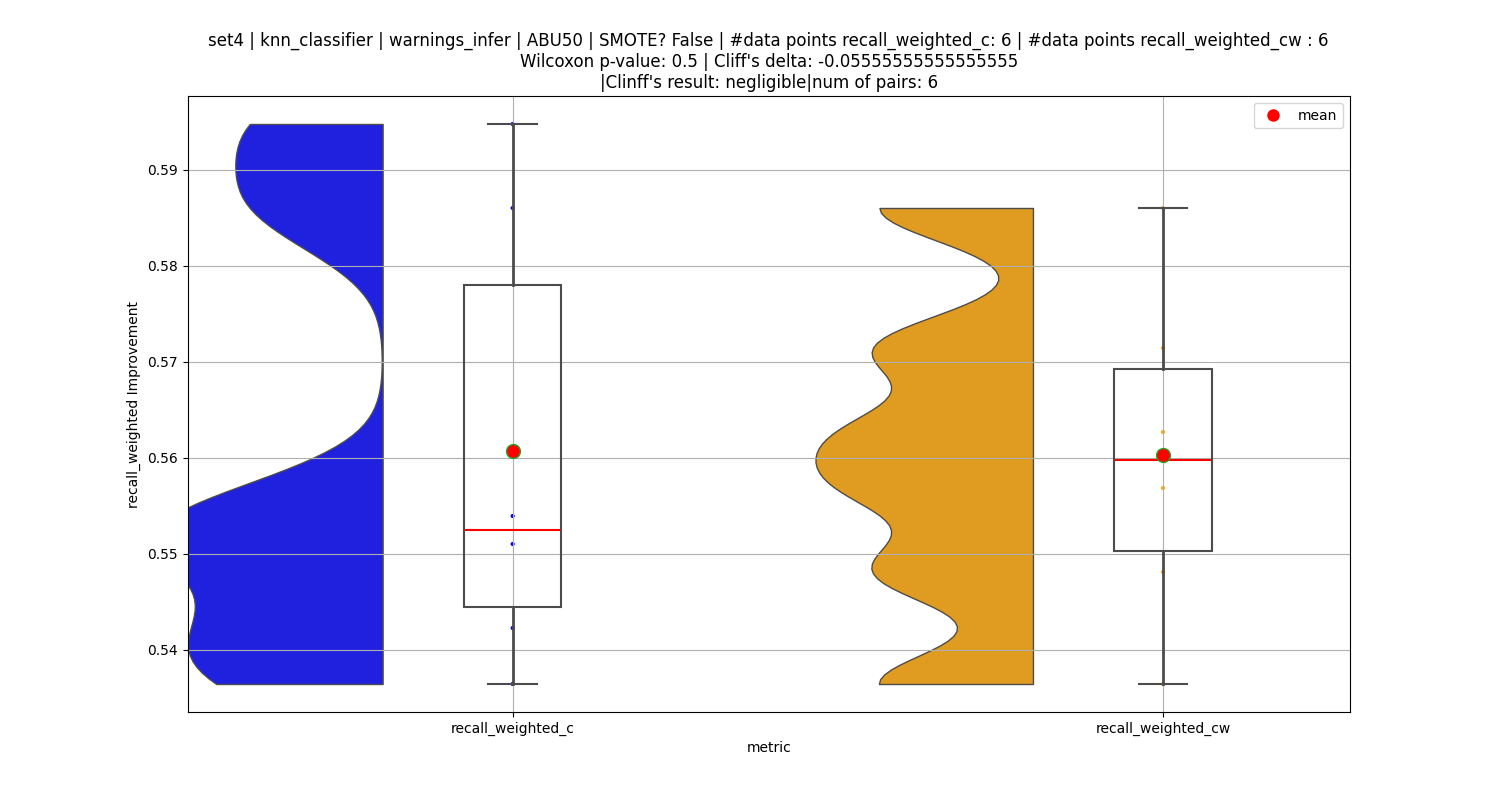 set4 | knn_classifier | warnings_infer | ABU50 | SMOTE? False | #data points recall_weighted_c: 6 | #data points recall_weighted_cw : 6
Wilcoxon p-value: 0.5 | Cliff's delta: -0.05555555555555555
|Clinff's result: negligible|num of pairs: 6
mean
0.59
0.58
0.57
0.56
0.55
0.54
recall_weighted Improvement
recall_weighted_c
recall_weighted_cw
metric